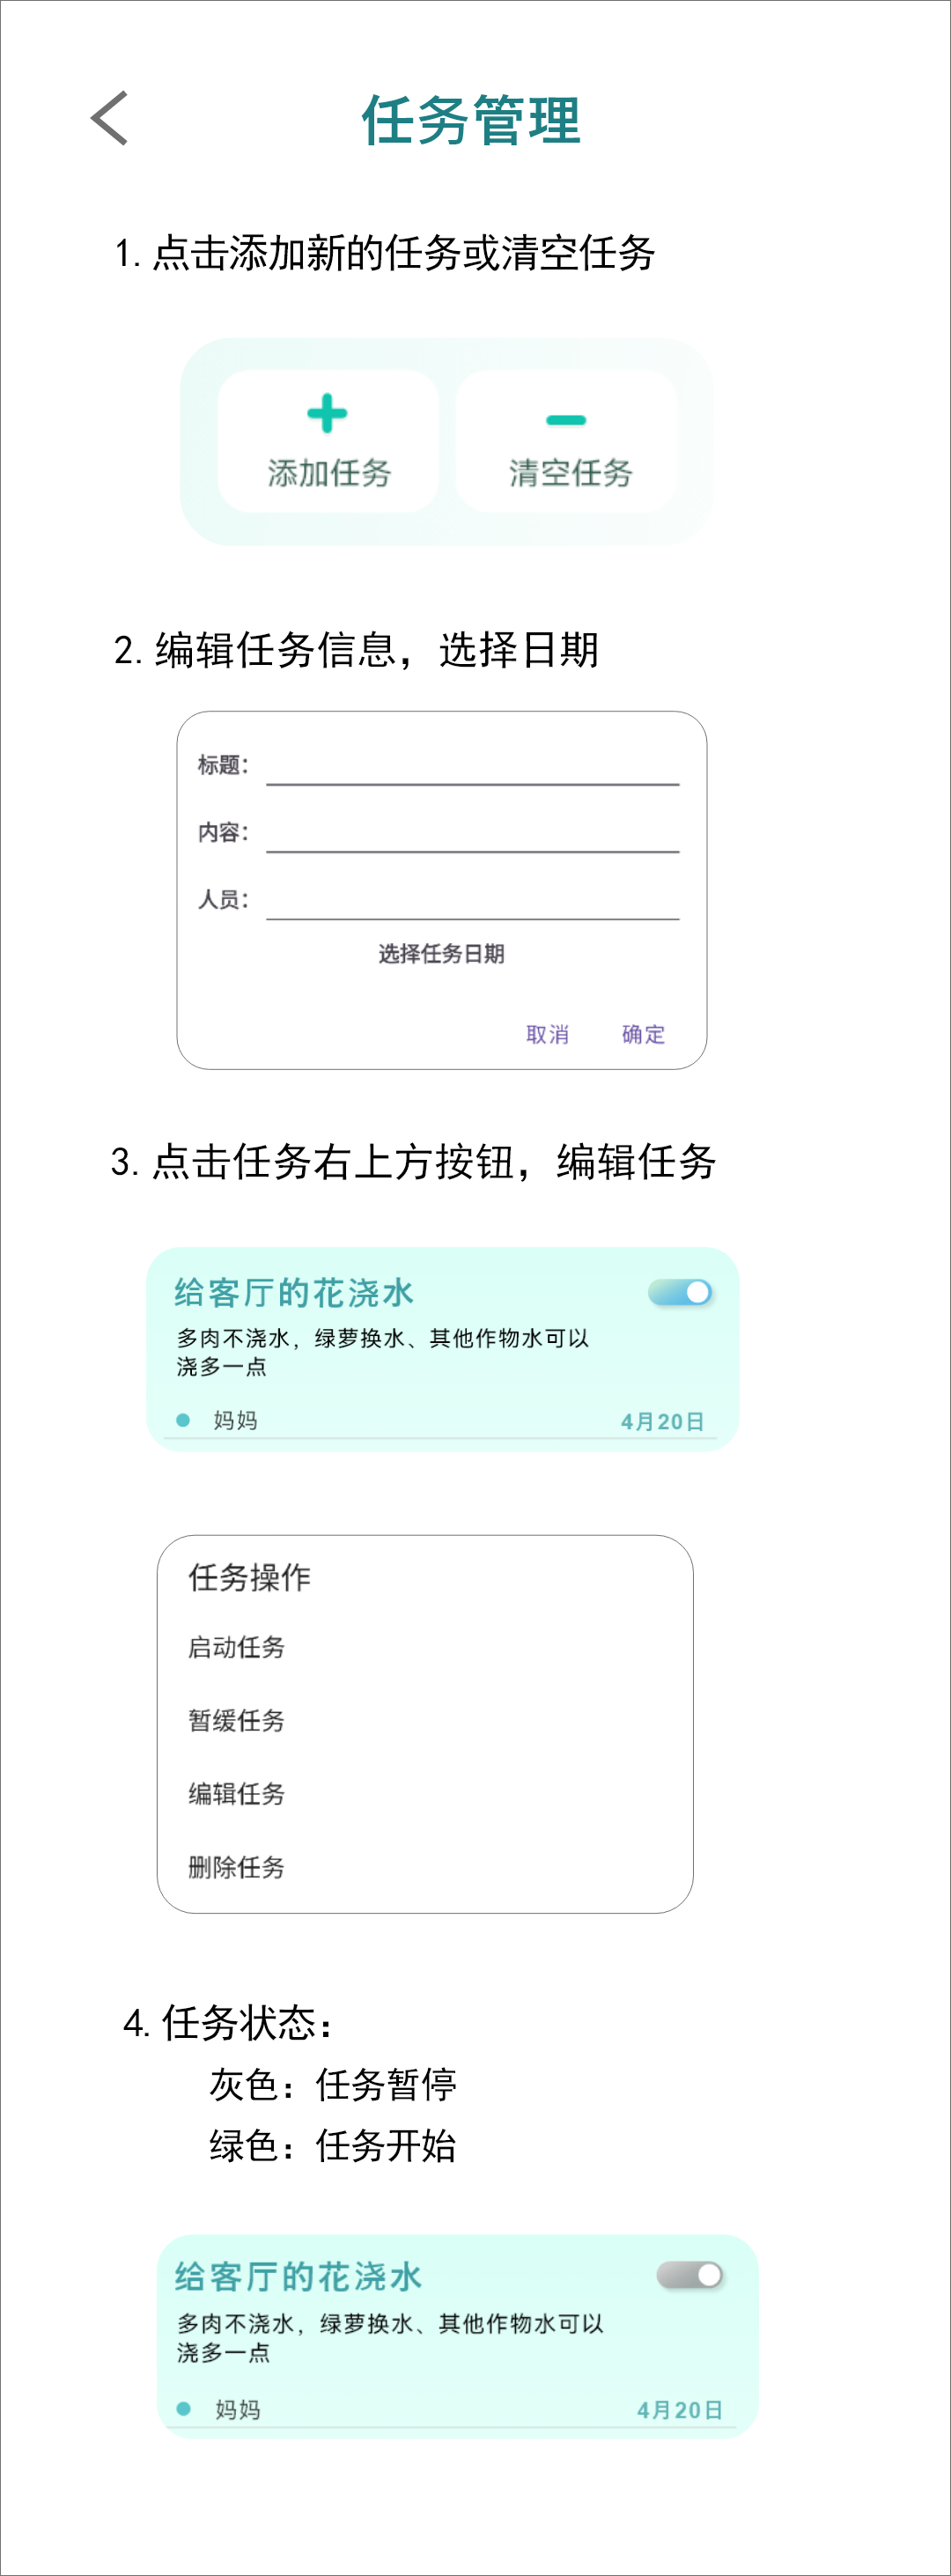 任务管理
1.点击添加新的任务或清空任务
添加任务
清空任务
2.编辑任务信息，选择日期
标题：
内容：
人员：
选择任务日期
取消
确定
3.点击任务右上方按钮，编辑任务
给客厅的花浇水
多肉不浇水，绿萝换水、其他作物水可以
浇多一点
妈妈
4月20日
任务操作
启动任务
暂缓任务
编辑任务
删除任务
4.任务状态：
灰色：任务暂停
绿色：任务开始
给客厅的花浇水
多肉不浇水，绿萝换水、其他作物水可以
浇多一点
妈妈
4月20日